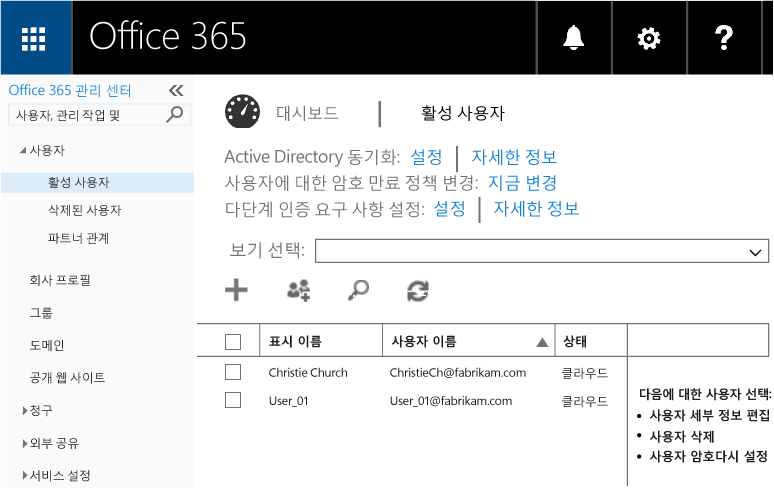 Office 365
?
Office 365 관리 센터
사용자, 관리 작업 및
사용자
활성 사용자
삭제된 사용자
파트너 관계
회사 프로필
그룹
도메인
공개 웹 사이트
청구
외부 공유
서비스 설정
대시보드 | 활성 사용자
Active Directory 동기화: 설정 | 자세한 정보
사용자에 대한 암호 만료 정책 변경: 지금 변경
다단계 인증 요구 사항 설정: 설정 | 자세한 정보
보기 선택:
표시 이름 사용자 이름 상태
Christie Church ChristieCh@fabrikam.com 클라우드
User_01 User_01@fabrikam.com 클라우드
다음에 대한 사용자 선택:
• 사용자 세부 정보 편집
• 사용자 삭제
• 사용자 암호다시 설정